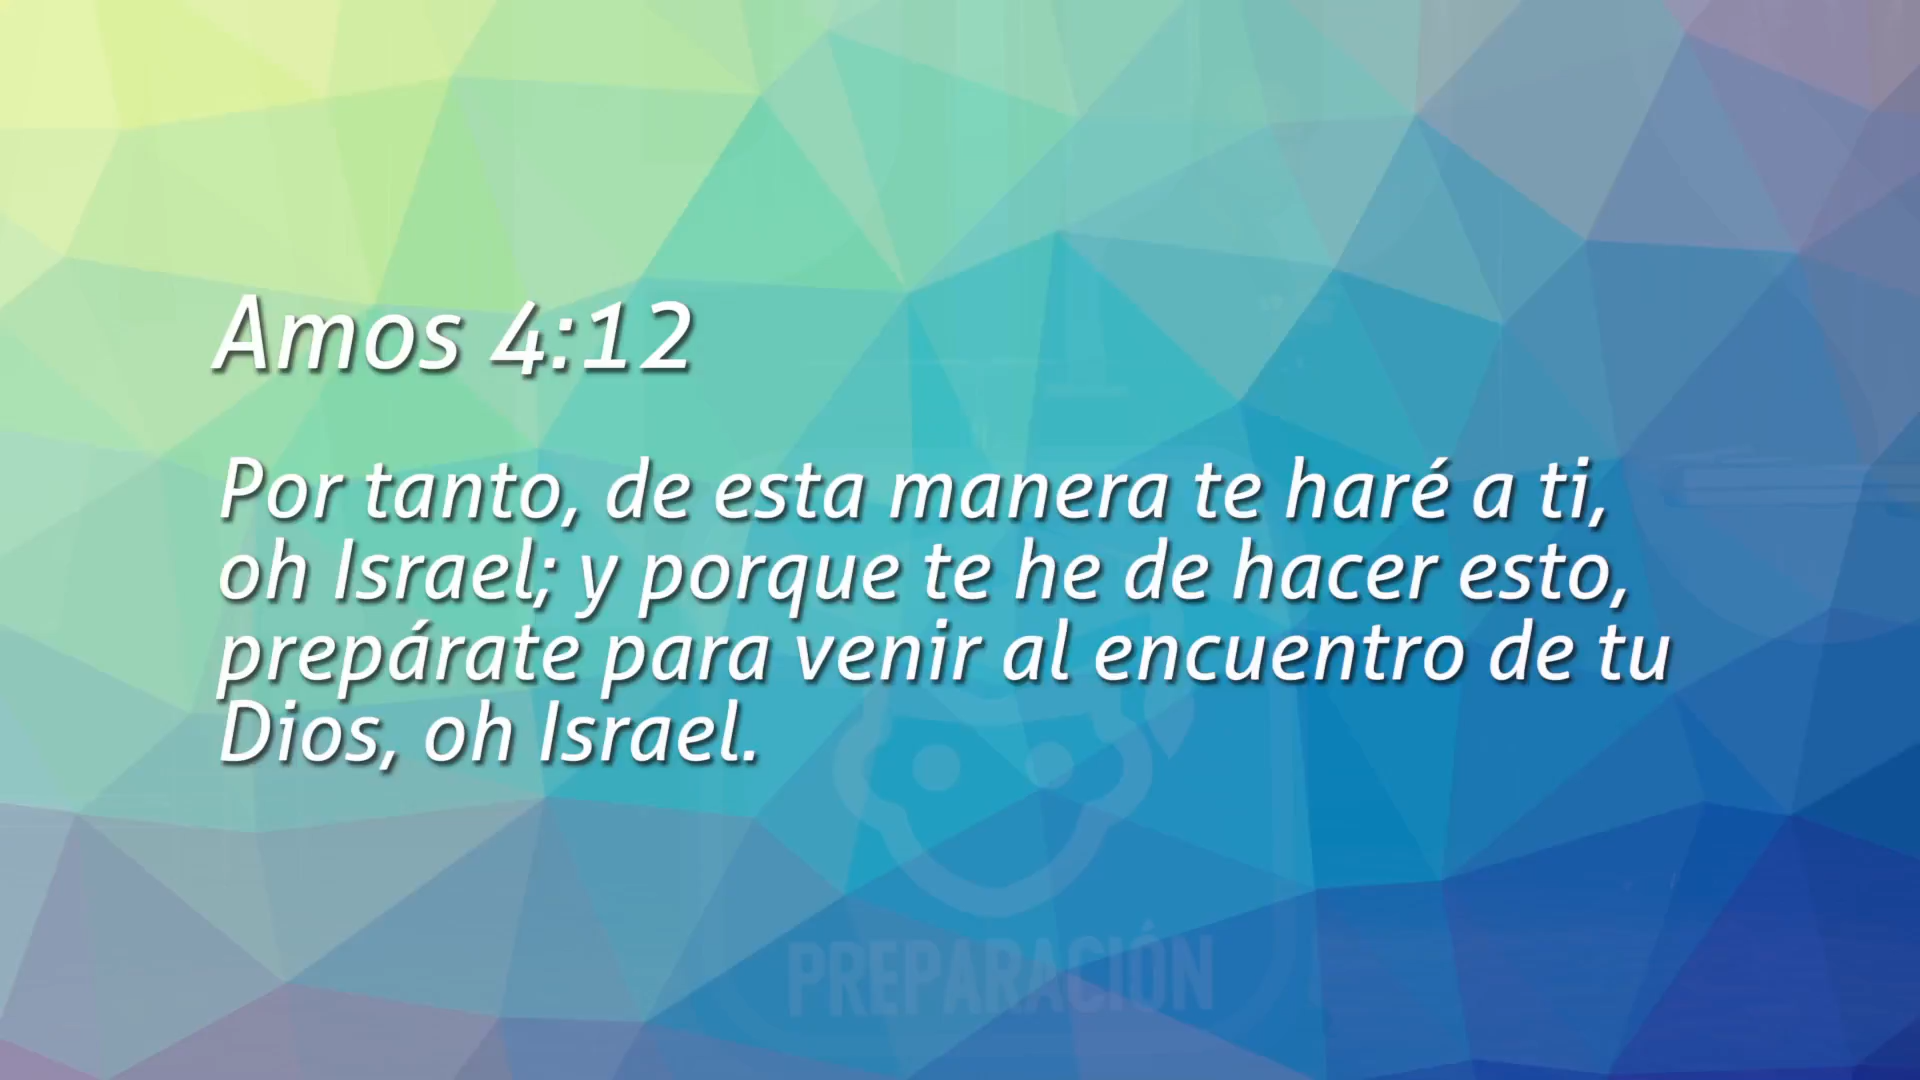 Amos 4:12
Por tanto, de esta manera te haré a ti,
oh Israel; y porque te he de hacer esto,
prepárate para venir al encuentro de tu
Dios, oh Israel.
PREPARACIÓN